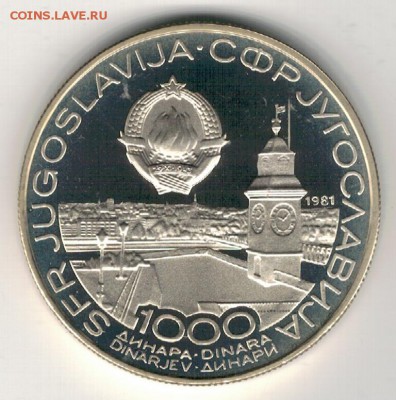 COINS.LAVE.RU
SFR JUGOSLAVIJA · СФР ЈУГОСЛАВИЈА
1981
1000
ДИНАРА · DINARA
DINARJEV · ДИНАРИ